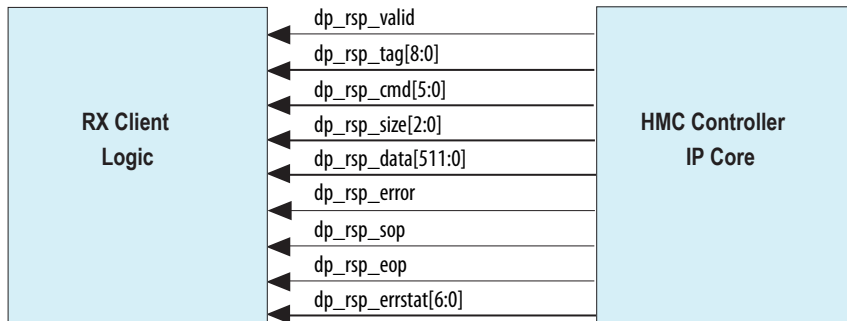 dp_rsp_valid
dp_rsp_tag[8:0]
dp_rsp_cmd[5:0]
dp_rsp_size[2:0]
dp_rsp_data[511:0]
dp_rsp_error
dp_rsp_sop
dp_rsp_eop
dp_rsp_errstat[6:0]
RX Client
Logic
HMC Controller
IP Core